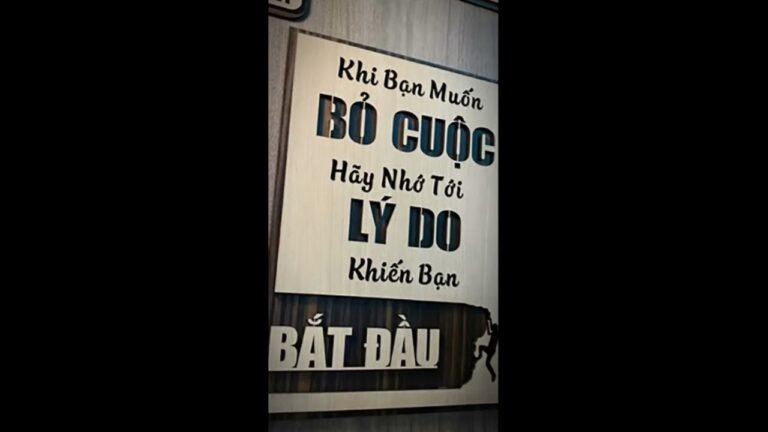 Khi Bạn Muốn
BỎ CUỘC
Hãy Nhớ Tới
LÝ DO
Khiến Bạn
BẮT ĐẦU